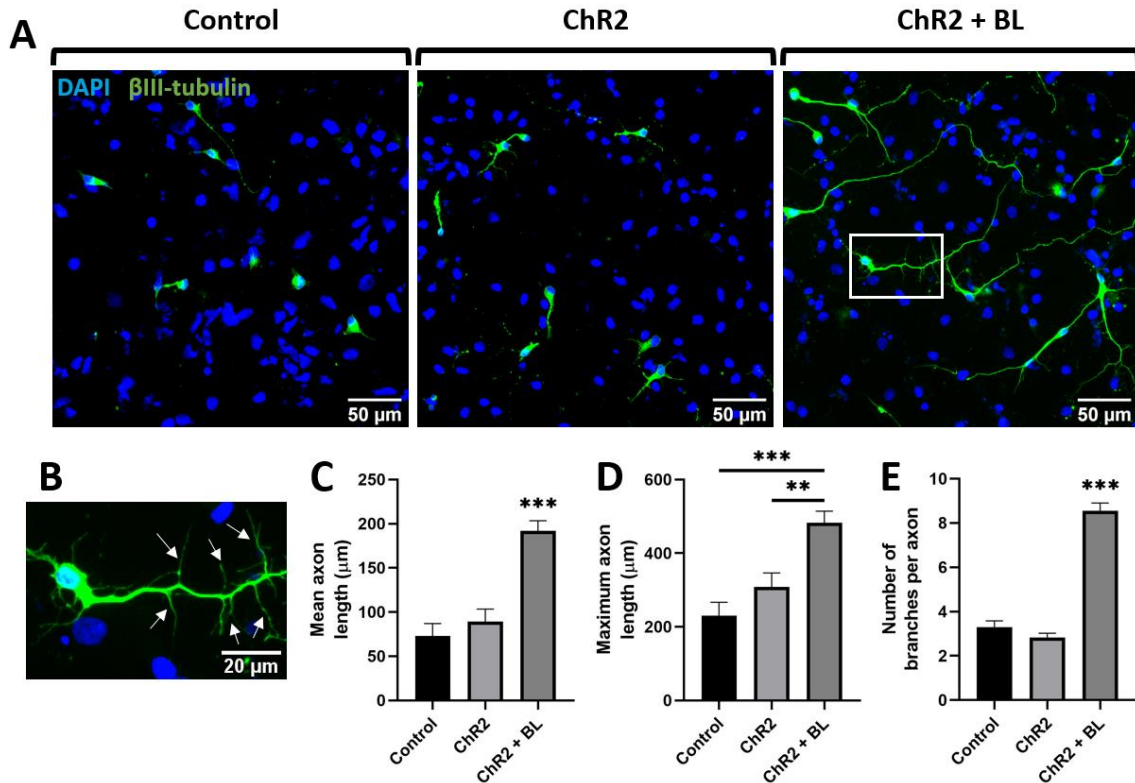 A
Control
ChR2
ChR2 + BL
DAPI βIII-tubulin
50 µm
50 µm
50 µm
B
20 µm
C
Mean axon
length (µm)
250
200
150
100
50
0
***
Control
ChR2
ChR2 + BL
D
Maximum axon
length (µm)
600
400
200
0
***
**
Control
ChR2
ChR2 + BL
E
Number of
branches per axon
10
8
6
4
2
0
***
Control
ChR2
ChR2 + BL